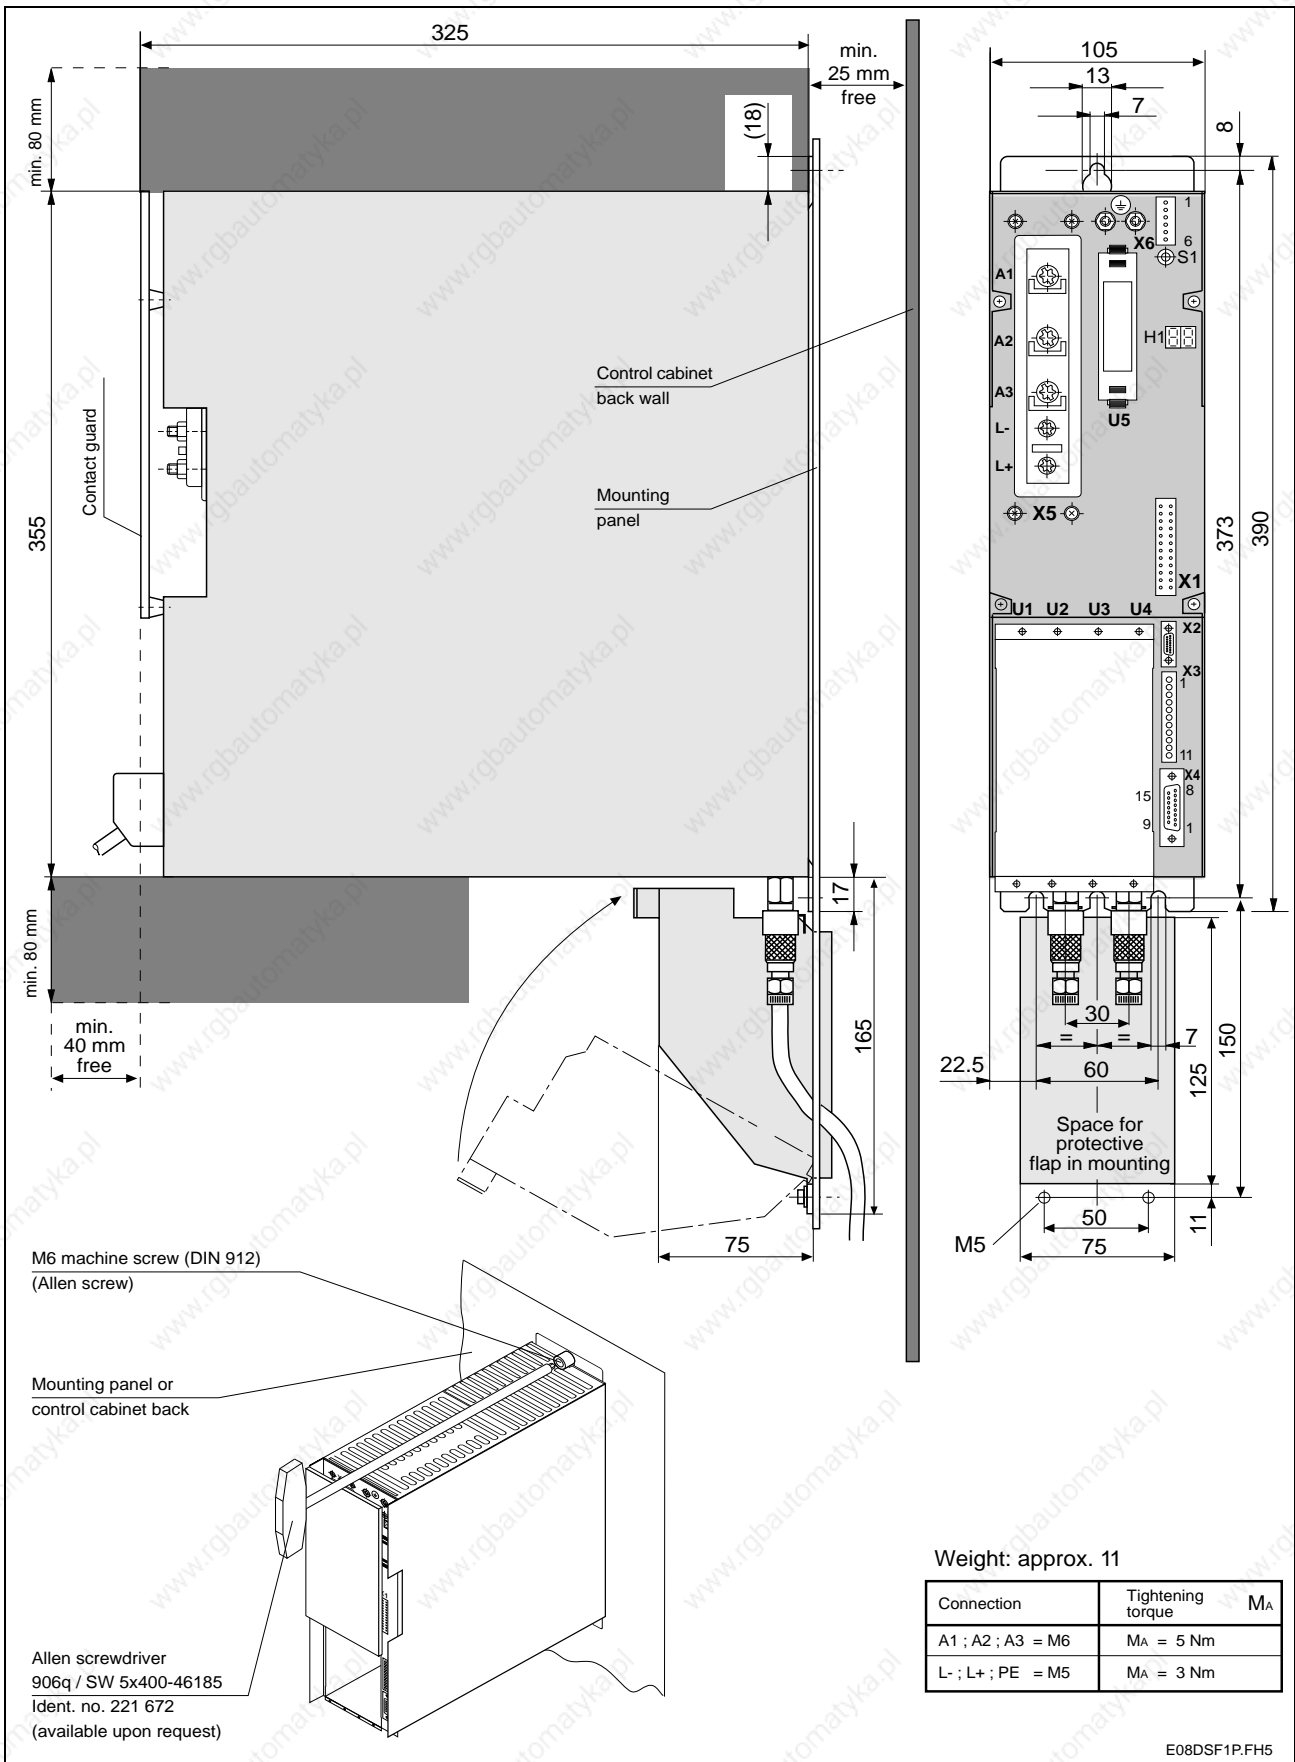 325
min.
25 mm
free
min. 80 mm
(18)
355
Contact guard
Control cabinet
back wall
Mounting
panel
min. 80 mm
min.
40 mm
free
17
165
75
105
13
7
8
1
X6
6
S1
A1
A2
H1
A3
U5
L-
L+
X5
373
390
X1
U1 U2 U3 U4
X2
X3
1
11
X4
15
8
9
1
30
= =
7
22.5
60
125
150
Space for
protective
flap in mounting
11
M5
50
75
M6 machine screw (DIN 912)
(Allen screw)
Mounting panel or
control cabinet back
Allen screwdriver
906q / SW 5x400-46185
Ident. no. 221 672
(available upon request)
Weight: approx. 11
Connection Tightening torque MA
A1 ; A2 ; A3 = M6 MA = 5 Nm
L- ; L+ ; PE = M5 MA = 3 Nm
E08DSF1P.FH5
www.rgbautomatyka.pl